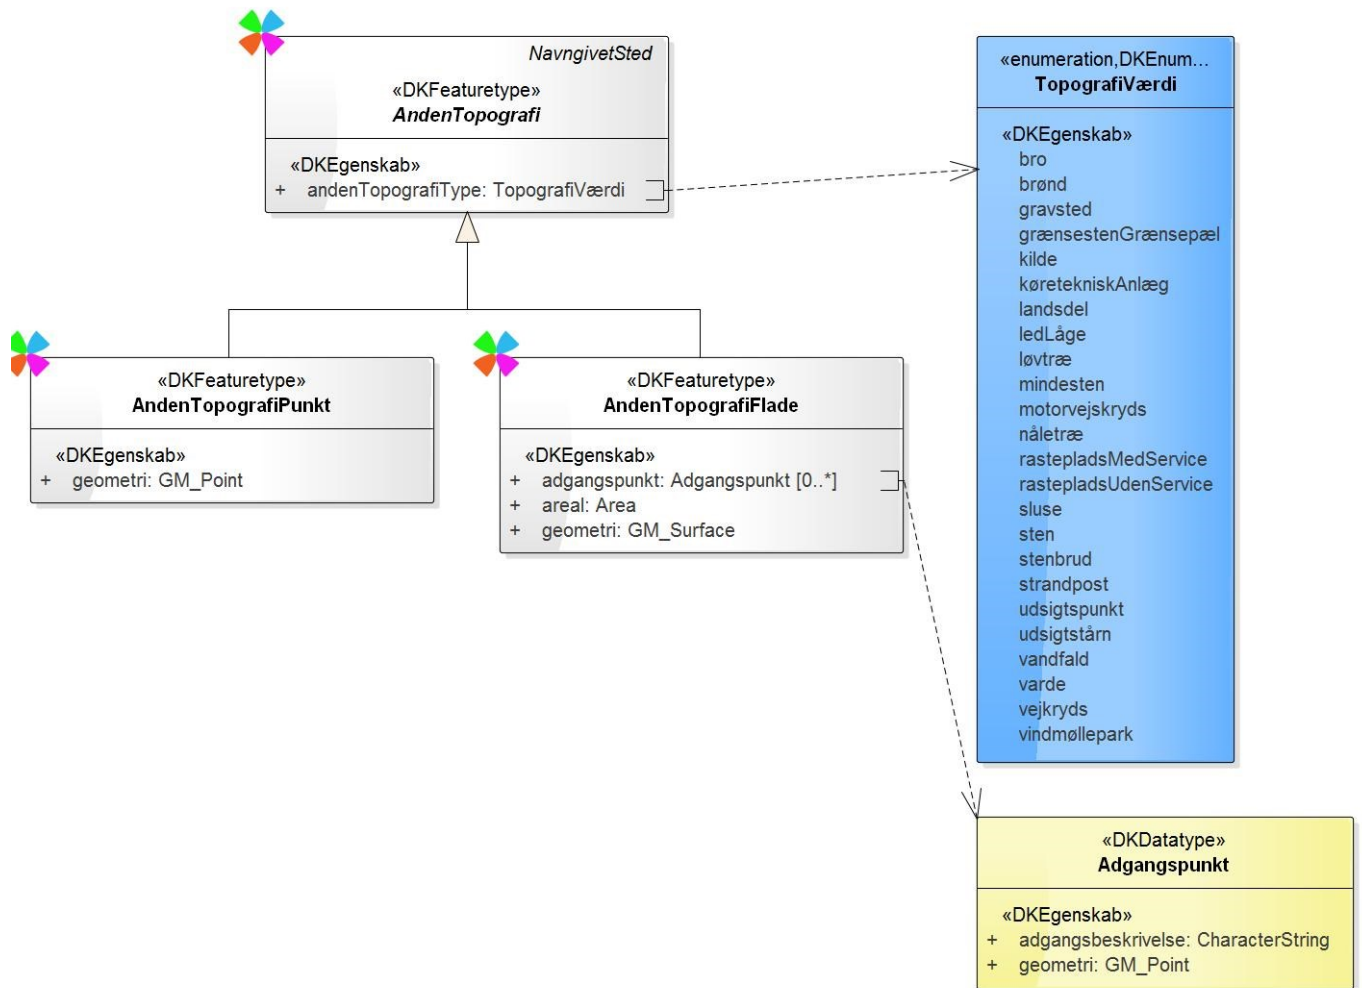 NavngivetSted
«DKFeaturetype»
AndenTopografi
«DKEgenskab»
+ andenTopografiType: TopografiVærdi
«DKFeaturetype»
AndenTopografiPunkt
«DKEgenskab»
+ geometri: GM_Point
«DKFeaturetype»
AndenTopografiFlade
«DKEgenskab»
+ adgangspunkt: Adgangspunkt [0..*]
+ areal: Area
+ geometri: GM_Surface
«enumeration,DKEnum...
TopografiVærdi
«DKEgenskab»
bro
brønd
gravsted
grænsestenGrænsepæl
kilde
køretekniskAnlæg
landsdel
ledLåge
løvtræ
mindesten
motorvejskryds
nåletræ
rastepladsMedService
rastepladsUdenService
sluse
sten
stenbrud
strandpost
udsigtspunkt
udsigtstårn
vandfald
varde
vejkryds
vindmøllepark
«DKDatatype»
Adgangspunkt
«DKEgenskab»
+ adgangsbeskrivelse: CharacterString
+ geometri: GM_Point